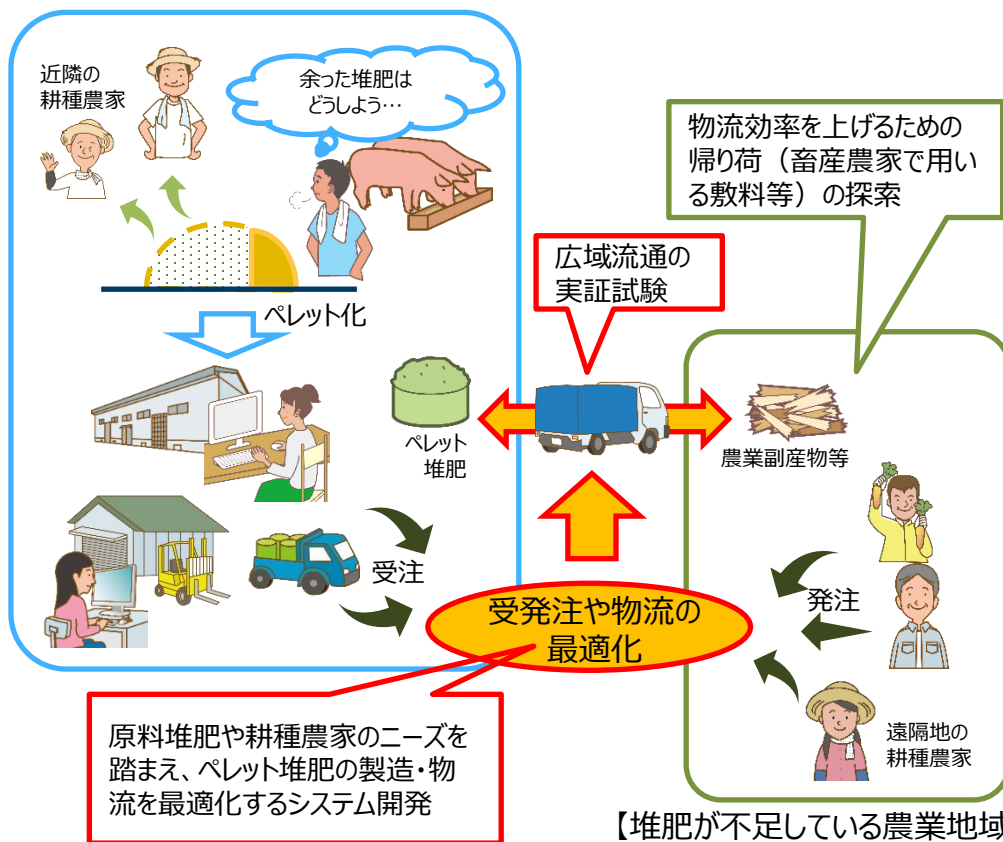 近隣の
耕種農家
余った堆肥は
どうしよう…
物流効率を上げるための
帰り荷（畜産農家で用い
る敷料等）の探索
広域流通の
実証試験
ペレット化
ペレット
堆肥
農業副産物等
受注
発注
受発注や物流の
最適化
遠隔地の
耕種農家
原料堆肥や耕種農家のニーズを
踏まえ、ペレット堆肥の製造・物
流を最適化するシステム開発
【堆肥が不足している農業地域